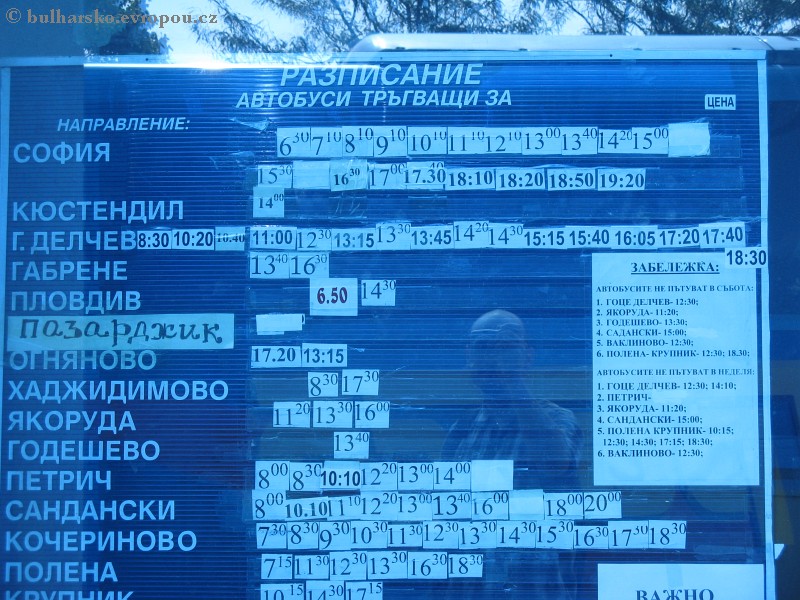 © bulharsko.evropou.cz
РАЗПИСАНИЕ
АВТОБУСИ ТРЪГВАЩИ ЗА
ЦЕНА
НАПРАВЛЕНИЕ:
СОФИЯ 6³⁰ 7¹⁰ 8¹⁰ 9¹⁰ 10¹⁰ 11¹⁰ 12¹⁰ 13⁰⁰ 13⁴⁰ 14²⁰ 15⁰⁰
15³⁰ 16³⁰ 17⁰⁰ 17.30 18:10 18:20 18:50 19:20
КЮСТЕНДИЛ 14⁰⁰
Г. ДЕЛЧЕВ 8:30 10:20 10.40 11:00 12³⁰ 13:15 13³⁰ 13:45 14²⁰ 14³⁰ 15:15 15:40 16:05 17:20 17:40
18:30
ГАБРЕНЕ 13⁴⁰ 16³⁰
ПЛОВДИВ 6.50 14³⁰
пазарджик
ОГНЯНОВО 17.20 13:15
ХАДЖИДИМОВО 8³⁰ 17³⁰
ЯКОРУДА 11²⁰ 13³⁰ 16⁰⁰
ГОДЕШЕВО 13⁴⁰
ПЕТРИЧ 8⁰⁰ 8³⁰ 10:10 12²⁰ 13⁰⁰ 14⁰⁰
САНДАНСКИ 8⁰⁰ 10.10 11¹⁰ 12²⁰ 13⁰⁰ 13⁴⁰ 16⁰⁰ 18⁰⁰ 20⁰⁰
КОЧЕРИНОВО 7³⁰ 8³⁰ 9³⁰ 10³⁰ 11³⁰ 12³⁰ 13³⁰ 14³⁰ 15³⁰ 16³⁰ 17³⁰ 18³⁰
ПОЛЕНА 7¹⁵ 11³⁰ 12³⁰ 13³⁰ 16³⁰ 18³⁰
КРУПНИК 10¹⁵ 14³⁰ 17¹⁵
ЗАБЕЛЕЖКА:
АВТОБУСИТЕ НЕ ПЪТУВАТ В СЪБОТА:
1. ГОЦЕ ДЕЛЧЕВ- 12:30;
2. ЯКОРУДА- 11:20;
3. ГОДЕШЕВО- 13:30;
4. САДАНСКИ- 15:00;
5. ВАКЛИНОВО- 12:30;
6. ПОЛЕНА- КРУПНИК- 12:30; 18.30;
АВТОБУСИТЕ НЕ ПЪТУВАТ В НЕДЕЛЯ:
1. ГОЦЕ ДЕЛЧЕВ- 12:30; 14:10;
2. ПЕТРИЧ-
3. ЯКОРУДА- 11:20;
4. САНДАНСКИ- 15:00;
5. ПОЛЕНА КРУПНИК- 10:15;
12:30; 14:30; 17:15; 18:30;
6. ВАКЛИНОВО- 12:30;
ВАЖНО